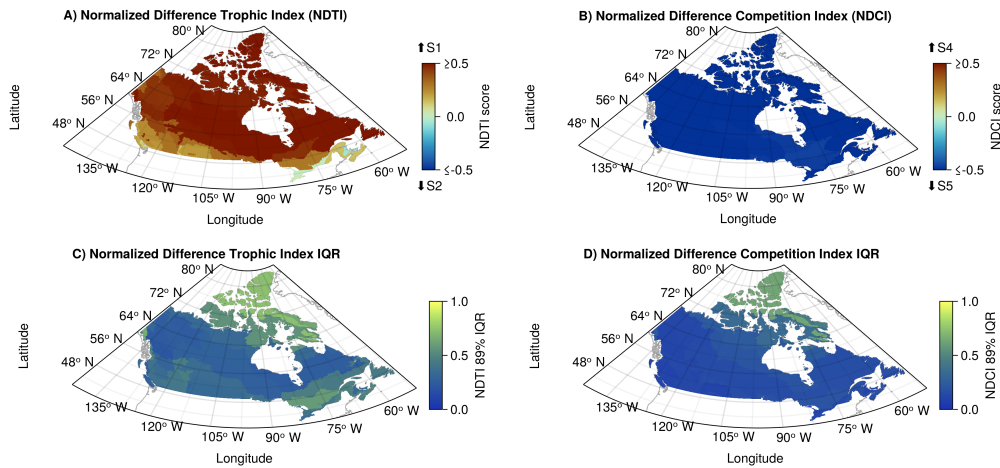 A) Normalized Difference Trophic Index (NDTI)
80° N
72° N
64° N
56° N
48° N
Latitude
135° W
120° W
105° W
90° W
75° W
60° W
Longitude
⬆S1
≥0.5
0.0
≤-0.5
⬇S2
NDTI score
B) Normalized Difference Competition Index (NDCI)
80° N
72° N
64° N
56° N
48° N
Latitude
135° W
120° W
105° W
90° W
75° W
60° W
Longitude
⬆S4
≥0.5
0.0
≤-0.5
⬇S5
NDCI score
C) Normalized Difference Trophic Index IQR
80° N
72° N
64° N
56° N
48° N
Latitude
135° W
120° W
105° W
90° W
75° W
60° W
Longitude
1.0
0.5
0.0
NDTI 89% IQR
D) Normalized Difference Competition Index IQR
80° N
72° N
64° N
56° N
48° N
Latitude
135° W
120° W
105° W
90° W
75° W
60° W
Longitude
1.0
0.5
0.0
NDCI 89% IQR